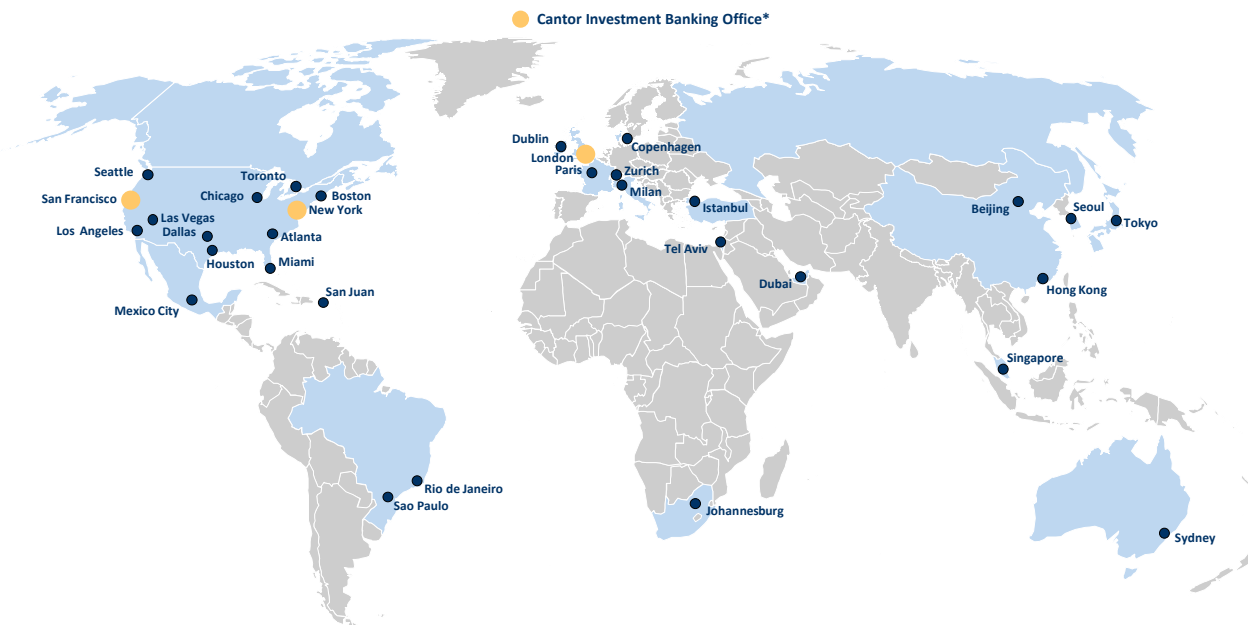 Cantor Investment Banking Office*
Dublin
Copenhagen
London
Paris
Zurich
Milan
Seattle
Toronto
Chicago
Boston
San Francisco
New York
Las Vegas
Los Angeles
Dallas
Atlanta
Houston
Miami
San Juan
Mexico City
Istanbul
Beijing
Seoul
Tokyo
Tel Aviv
Dubai
Hong Kong
Singapore
Rio de Janeiro
Sao Paulo
Johannesburg
Sydney